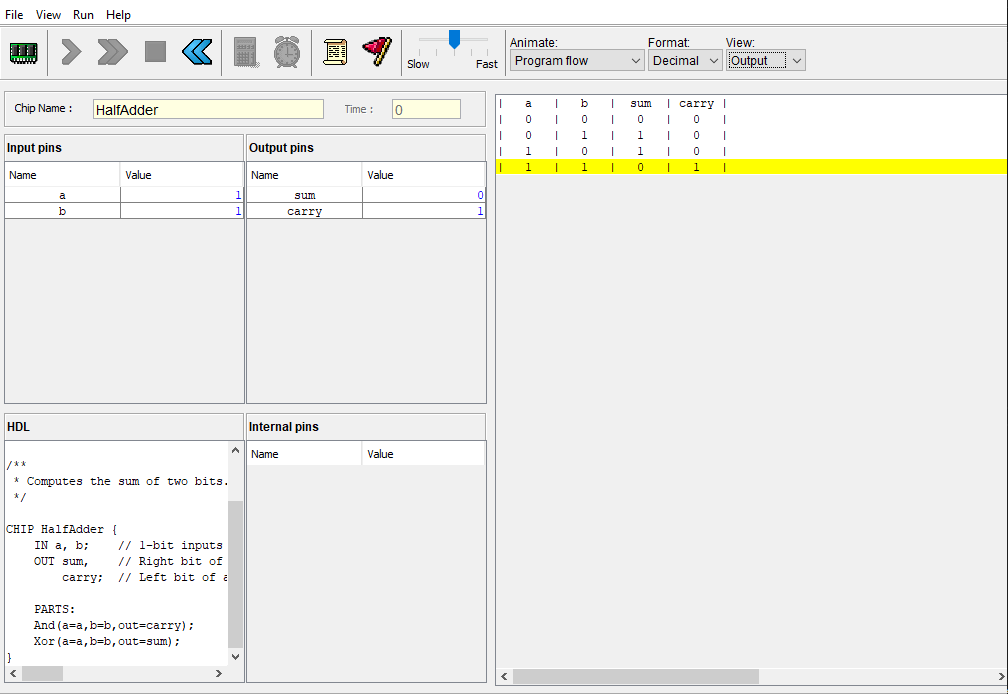 File View Run Help
Slow Fast
Animate: Format: View:
Program flow Decimal Output
Chip Name : HalfAdder Time : 0
Input pins
Name Value
a 1
b 1
Output pins
Name Value
sum 0
carry 1
HDL
/**
 * Computes the sum of two bits.
 */
CHIP HalfAdder {
    IN a, b;    // 1-bit inputs
    OUT sum,    // Right bit of
        carry;  // Left bit of a
    PARTS:
    And(a=a,b=b,out=carry);
    Xor(a=a,b=b,out=sum);
}
Internal pins
Name Value
| a | b | sum | carry |
| 0 | 0 | 0 | 0 |
| 0 | 1 | 1 | 0 |
| 1 | 0 | 1 | 0 |
| 1 | 1 | 0 | 1 |